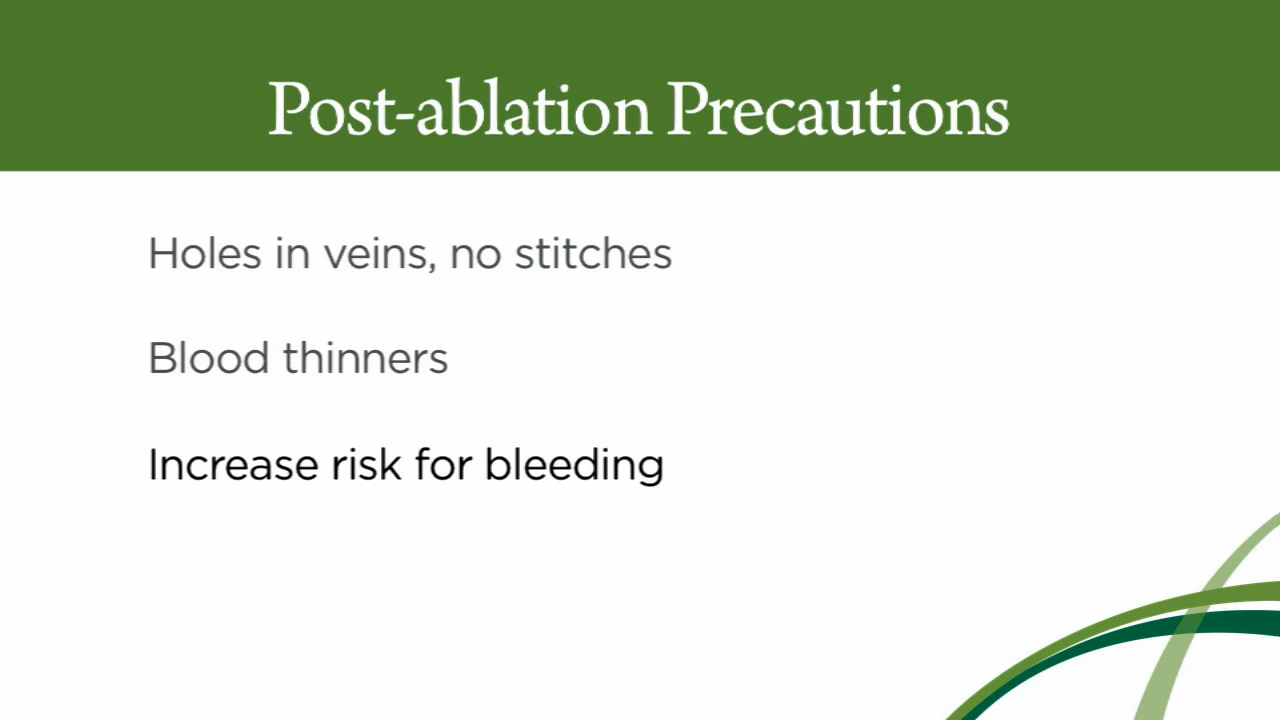 Post-ablation Precautions
Holes in veins, no stitches
Blood thinners
Increase risk for bleeding